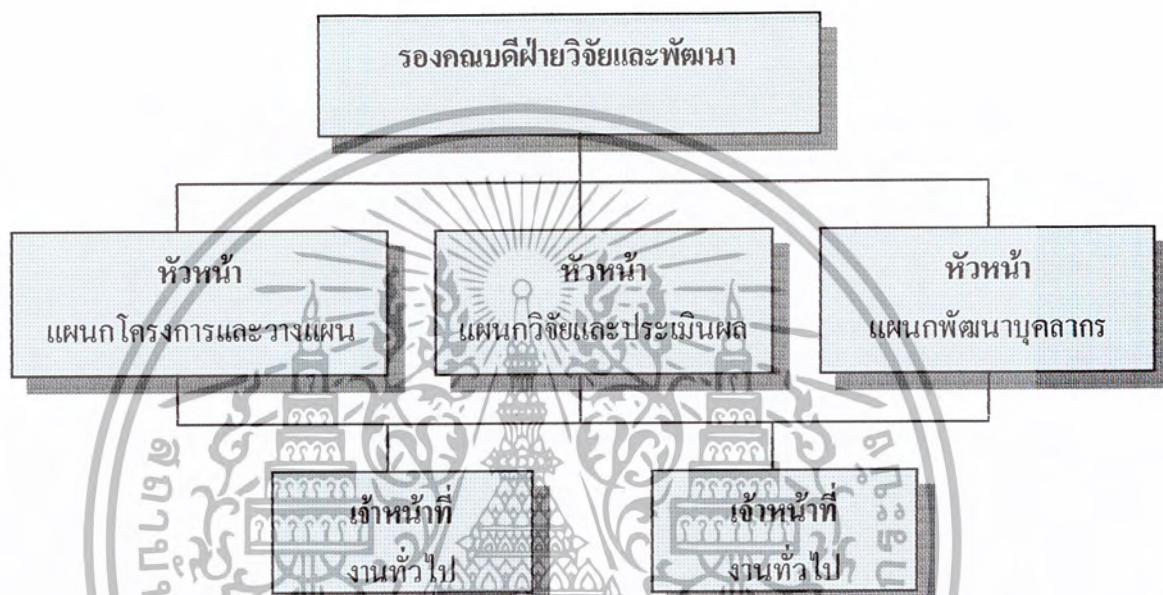 รองคณบดีฝ่ายวิจัยและพัฒนา
หัวหน้า
แผนกโครงการและวางแผน
หัวหน้า
แผนกวิจัยและประเมินผล
หัวหน้า
แผนกพัฒนาบุคลากร
เจ้าหน้าที่
งานทั่วไป
เจ้าหน้าที่
งานทั่วไป